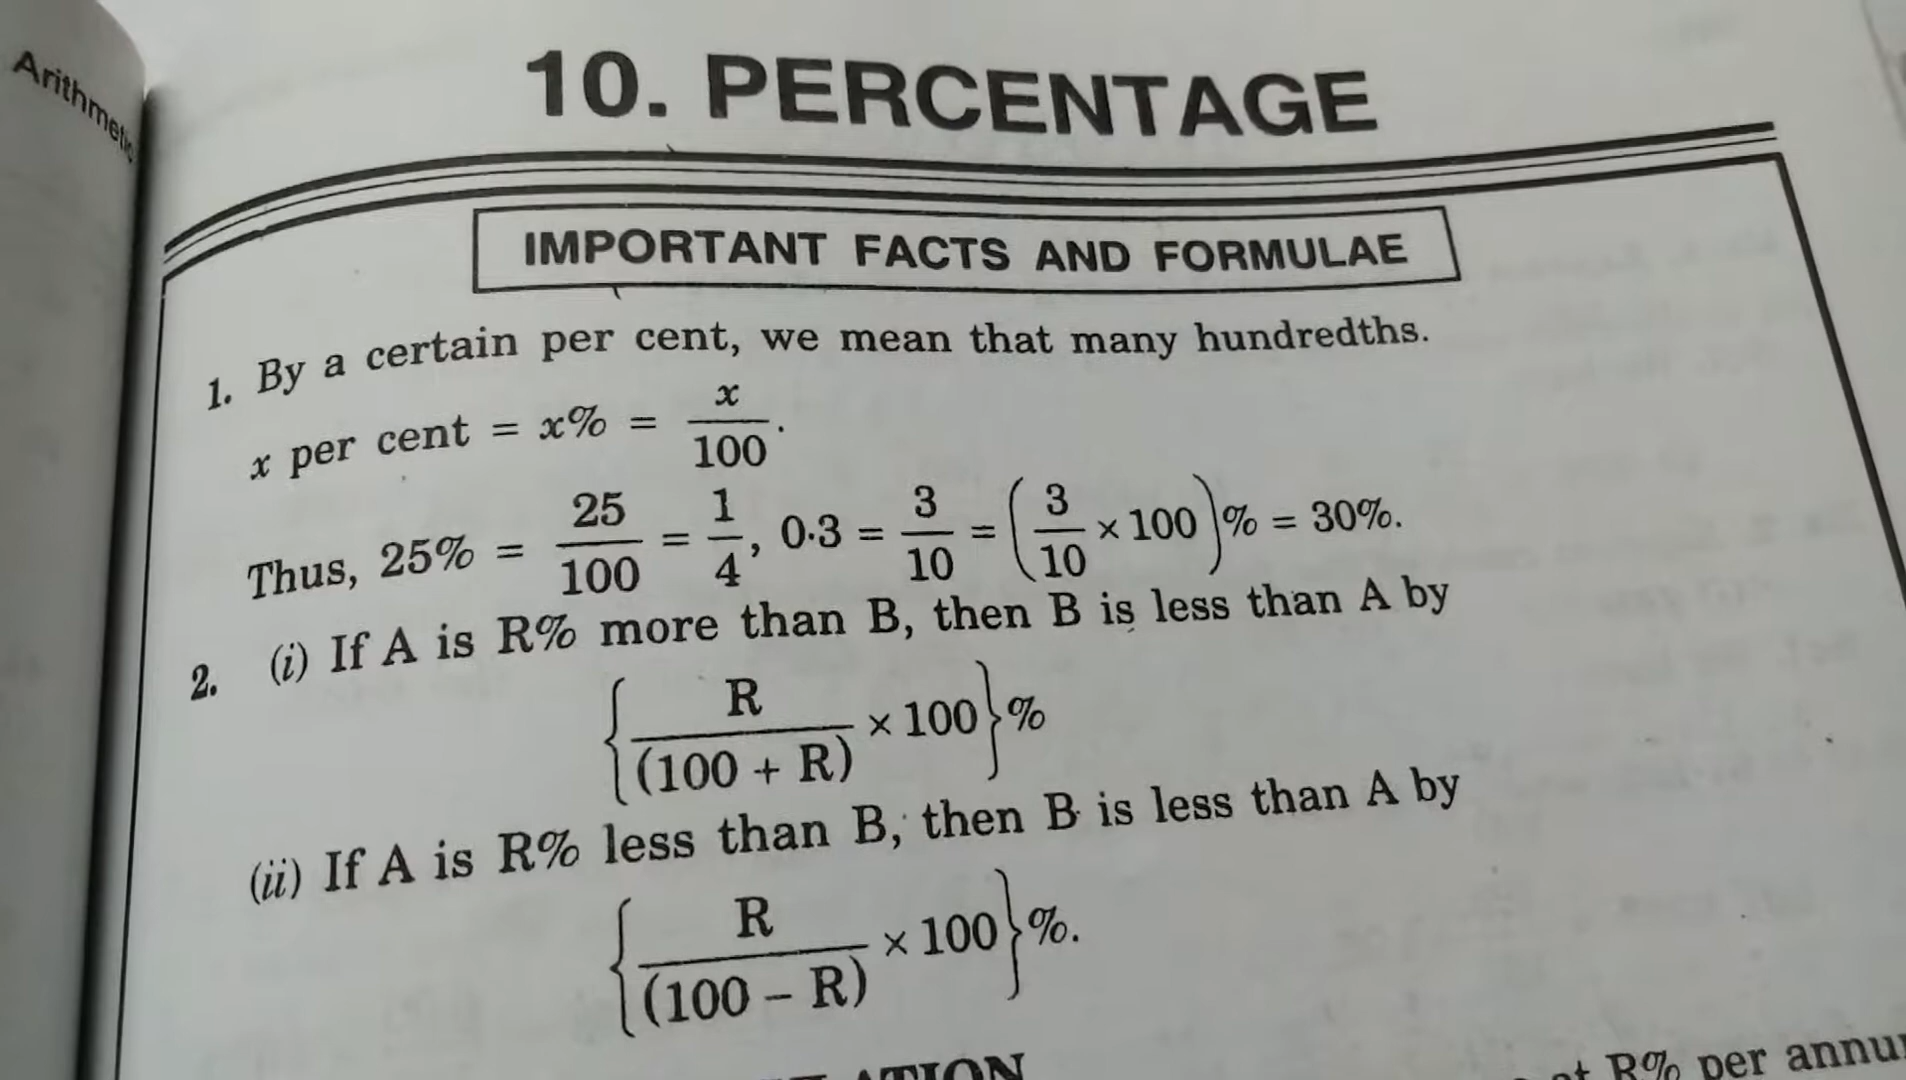 Arithmetic
10. PERCENTAGE
IMPORTANT FACTS AND FORMULAE
1. By a certain per cent, we mean that many hundredths.
x per cent = x% = x/100.
Thus, 25% = 25/100 = 1/4, 0·3 = 3/10 = (3/10 × 100)% = 30%.
2. (i) If A is R% more than B, then B is less than A by
{R/(100 + R) × 100}%
(ii) If A is R% less than B, then B is less than A by
{R/(100 – R) × 100}%.
at R% per